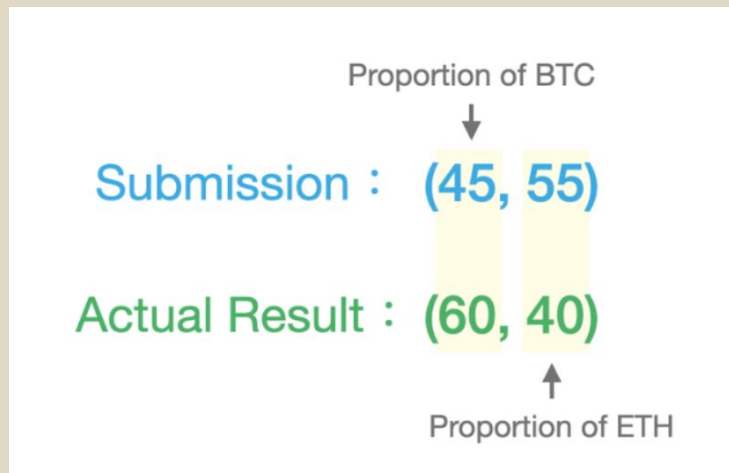 Proportion of BTC
Submission： (45, 55)
Actual Result： (60, 40)
Proportion of ETH